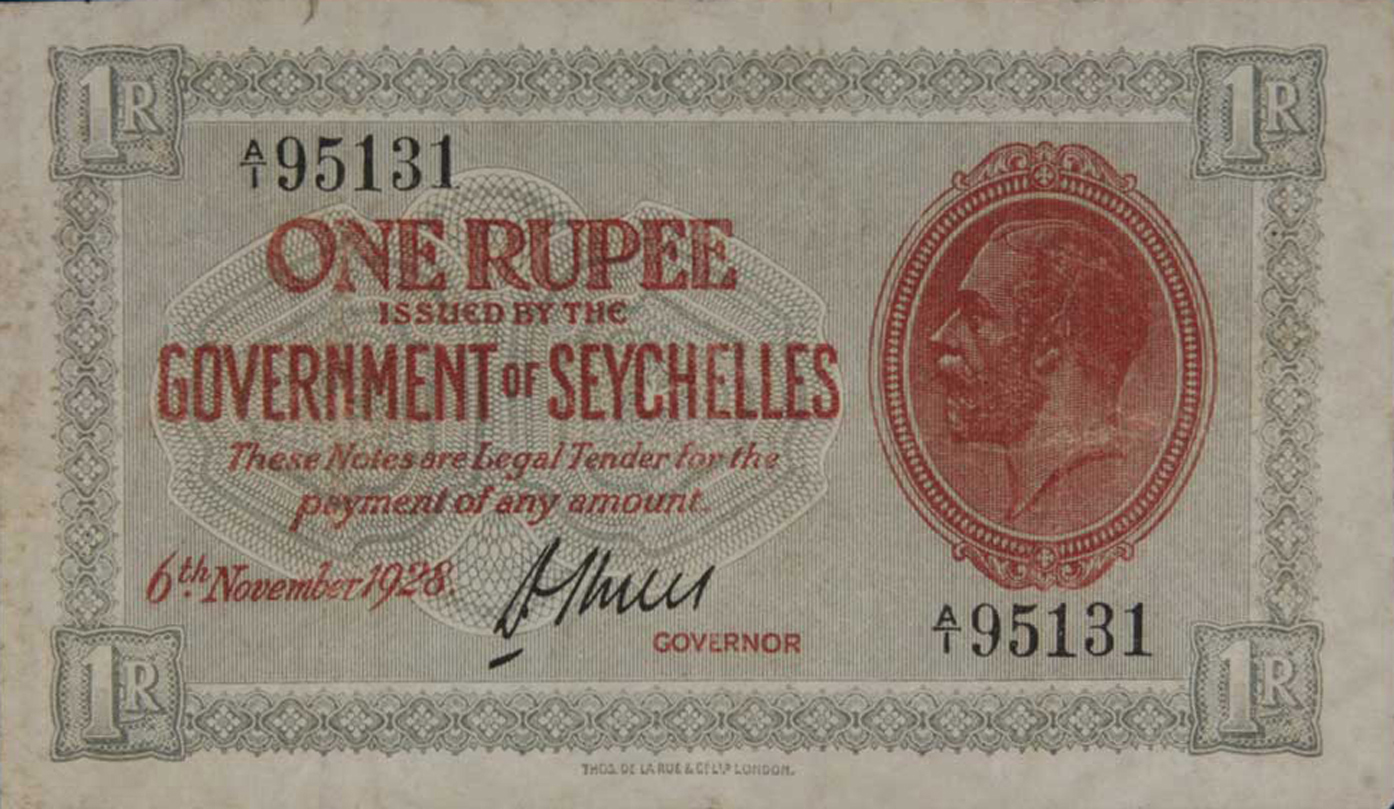 1R 1R
A/1 95131
ONE RUPEE
ISSUED BY THE
GOVERNMENT OF SEYCHELLES
These Notes are Legal Tender for the
payment of any amount.
6th November 1928.
GOVERNOR
A/1 95131
1R 1R
THOS. DE LA RUE & CO LTD LONDON.